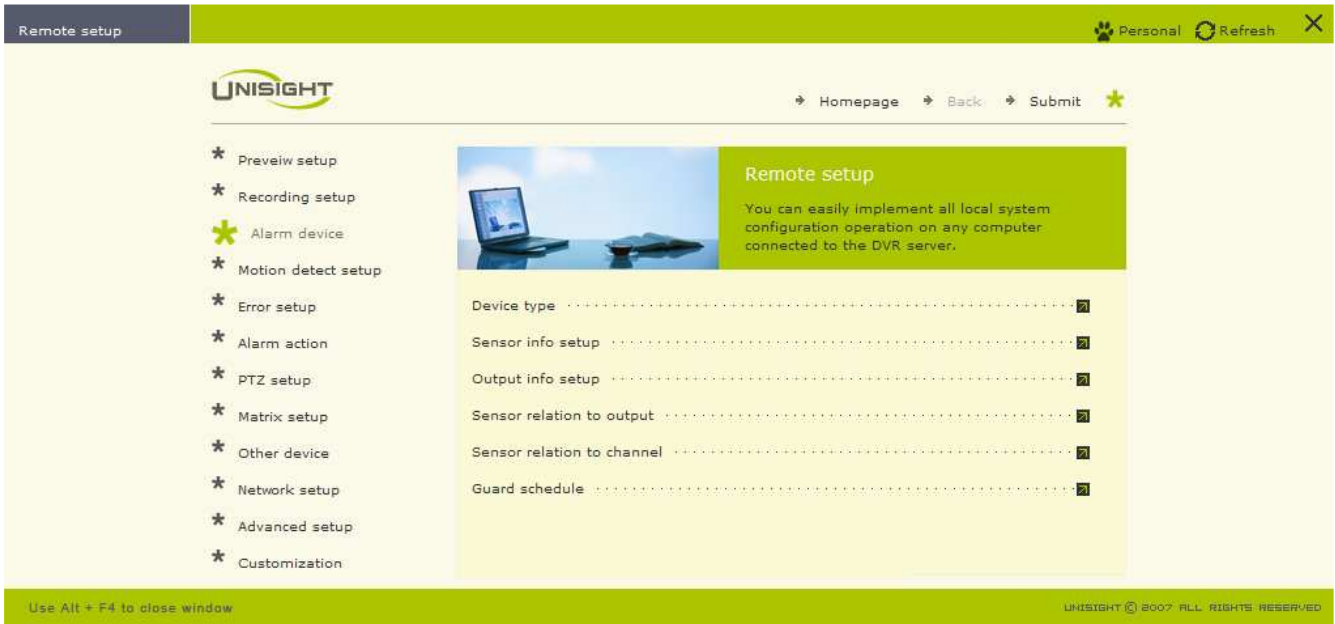 Remote setup
Personal Refresh
UNISIGHT
Homepage Back Submit
Preveiw setup
Recording setup
Alarm device
Motion detect setup
Error setup
Alarm action
PTZ setup
Matrix setup
Other device
Network setup
Advanced setup
Customization
Remote setup
You can easily implement all local system
configuration operation on any computer
connected to the DVR server.
Device type
Sensor info setup
Output info setup
Sensor relation to output
Sensor relation to channel
Guard schedule
Use Alt + F4 to close window
UNISIGHT © 2007 ALL RIGHTS RESERVED